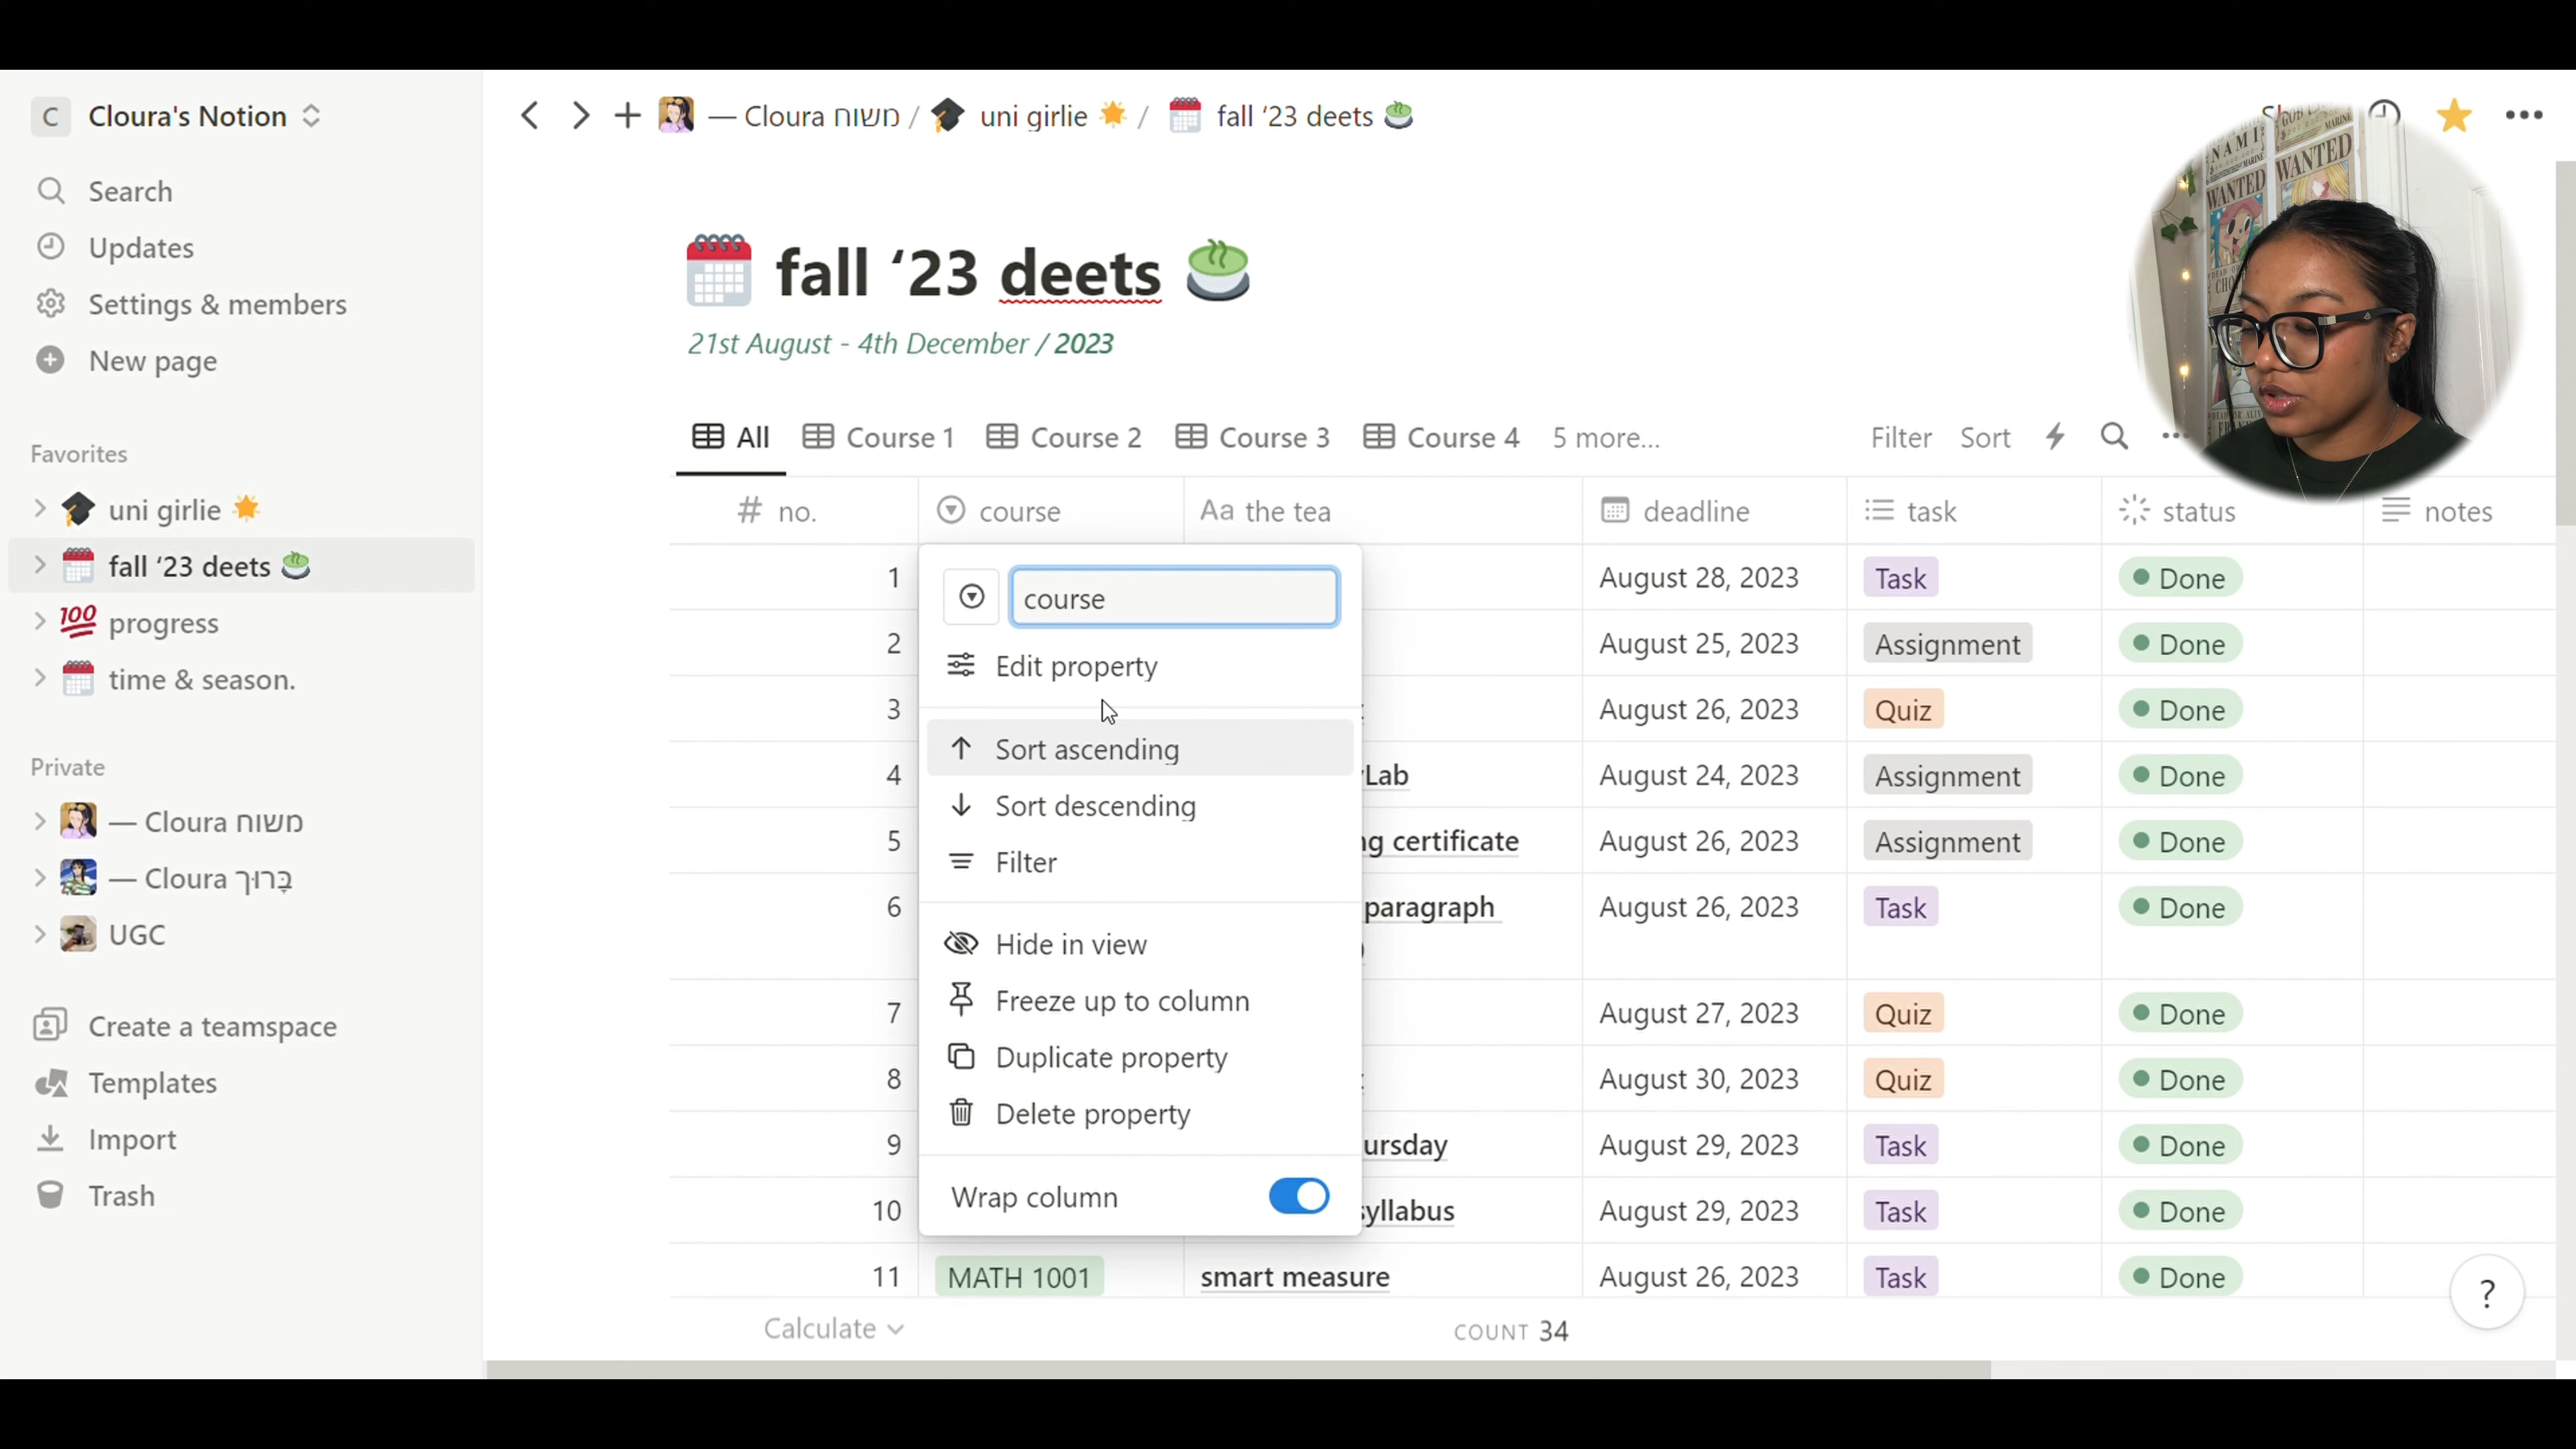 C Cloura's Notion
Search
Updates
Settings & members
New page
Favorites
uni girlie
fall ‘23 deets
100 progress
time & season.
Private
— Cloura משוח
— Cloura בָּרוּךְ
UGC
Create a teamspace
Templates
Import
Trash
— Cloura משוח / uni girlie / fall ‘23 deets
fall ‘23 deets
21st August - 4th December / 2023
All Course 1 Course 2 Course 3 Course 4 5 more... Filter Sort
# no. course Aa the tea deadline task status notes
1 August 28, 2023 Task Done
2 August 25, 2023 Assignment Done
3 August 26, 2023 Quiz Done
4 Lab August 24, 2023 Assignment Done
5 ng certificate August 26, 2023 Assignment Done
6 paragraph August 26, 2023 Task Done
)
7 August 27, 2023 Quiz Done
8 August 30, 2023 Quiz Done
9 ursday August 29, 2023 Task Done
10 syllabus August 29, 2023 Task Done
11 MATH 1001 smart measure August 26, 2023 Task Done
Calculate COUNT 34
course
Edit property
Sort ascending
Sort descending
Filter
Hide in view
Freeze up to column
Duplicate property
Delete property
Wrap column
?
NAMI
MARINE
WANTED
MARINE
WANTED